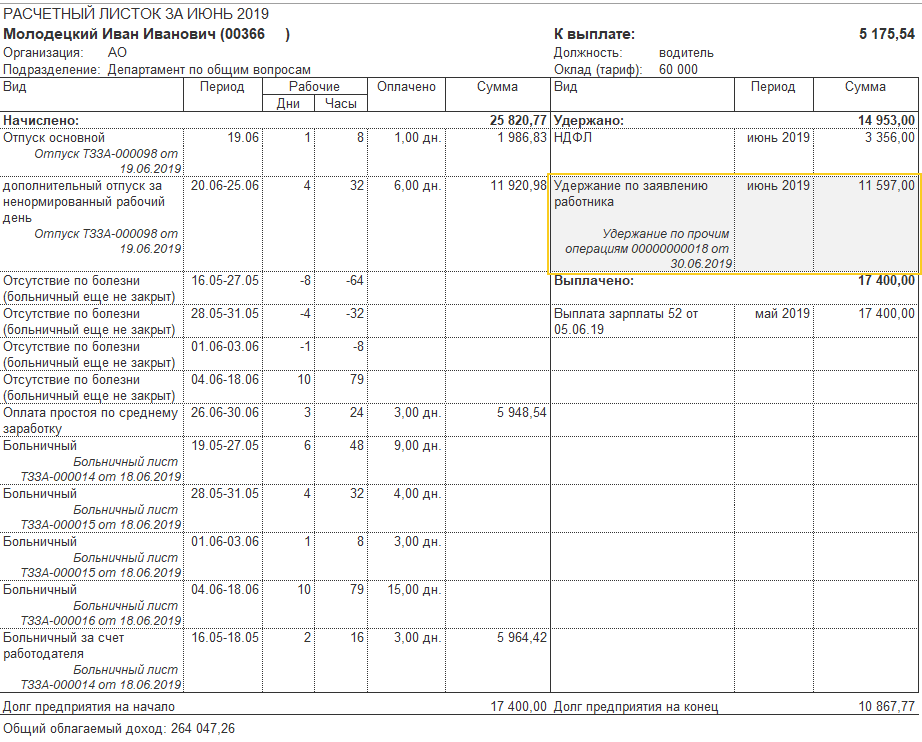 РАСЧЕТНЫЙ ЛИСТОК ЗА ИЮНЬ 2019
Молодецкий Иван Иванович (00366 ) К выплате: 5 175,54
Организация: АО Должность: водитель
Подразделение: Департамент по общим вопросам Оклад (тариф): 60 000
Вид Период Рабочие Оплачено Сумма Вид Период Сумма
Дни Часы
Начислено: 25 820,77 Удержано: 14 953,00
Отпуск основной 19.06 1 8 1,00 дн. 1 986,83 НДФЛ июнь 2019 3 356,00
Отпуск ТЗЗА-000098 от
19.06.2019
дополнительный отпуск за 20.06-25.06 4 32 6,00 дн. 11 920,98 Удержание по заявлению июнь 2019 11 597,00
ненормированный рабочий работника
день
Отпуск ТЗЗА-000098 от Удержание по прочим
19.06.2019 операциям 00000000018 от
30.06.2019
Отсутствие по болезни 16.05-27.05 -8 -64 Выплачено: 17 400,00
(больничный еще не закрыт)
Отсутствие по болезни 28.05-31.05 -4 -32 Выплата зарплаты 52 от май 2019 17 400,00
(больничный еще не закрыт) 05.06.19
Отсутствие по болезни 01.06-03.06 -1 -8
(больничный еще не закрыт)
Отсутствие по болезни 04.06-18.06 10 79
(больничный еще не закрыт)
Оплата простоя по среднему 26.06-30.06 3 24 3,00 дн. 5 948,54
заработку
Больничный 19.05-27.05 6 48 9,00 дн.
Больничный лист
ТЗЗА-000014 от 18.06.2019
Больничный 28.05-31.05 4 32 4,00 дн.
Больничный лист
ТЗЗА-000015 от 18.06.2019
Больничный 01.06-03.06 1 8 3,00 дн.
Больничный лист
ТЗЗА-000015 от 18.06.2019
Больничный 04.06-18.06 10 79 15,00 дн.
Больничный лист
ТЗЗА-000016 от 18.06.2019
Больничный за счет 16.05-18.05 2 16 3,00 дн. 5 964,42
работодателя
Больничный лист
ТЗЗА-000014 от 18.06.2019
Долг предприятия на начало 17 400,00 Долг предприятия на конец 10 867,77
Общий облагаемый доход: 264 047,26